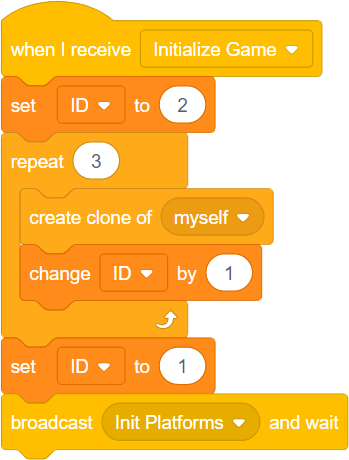 when I receive Initialize Game
set ID to 2
repeat 3
create clone of myself
change ID by 1
set ID to 1
broadcast Init Platforms and wait